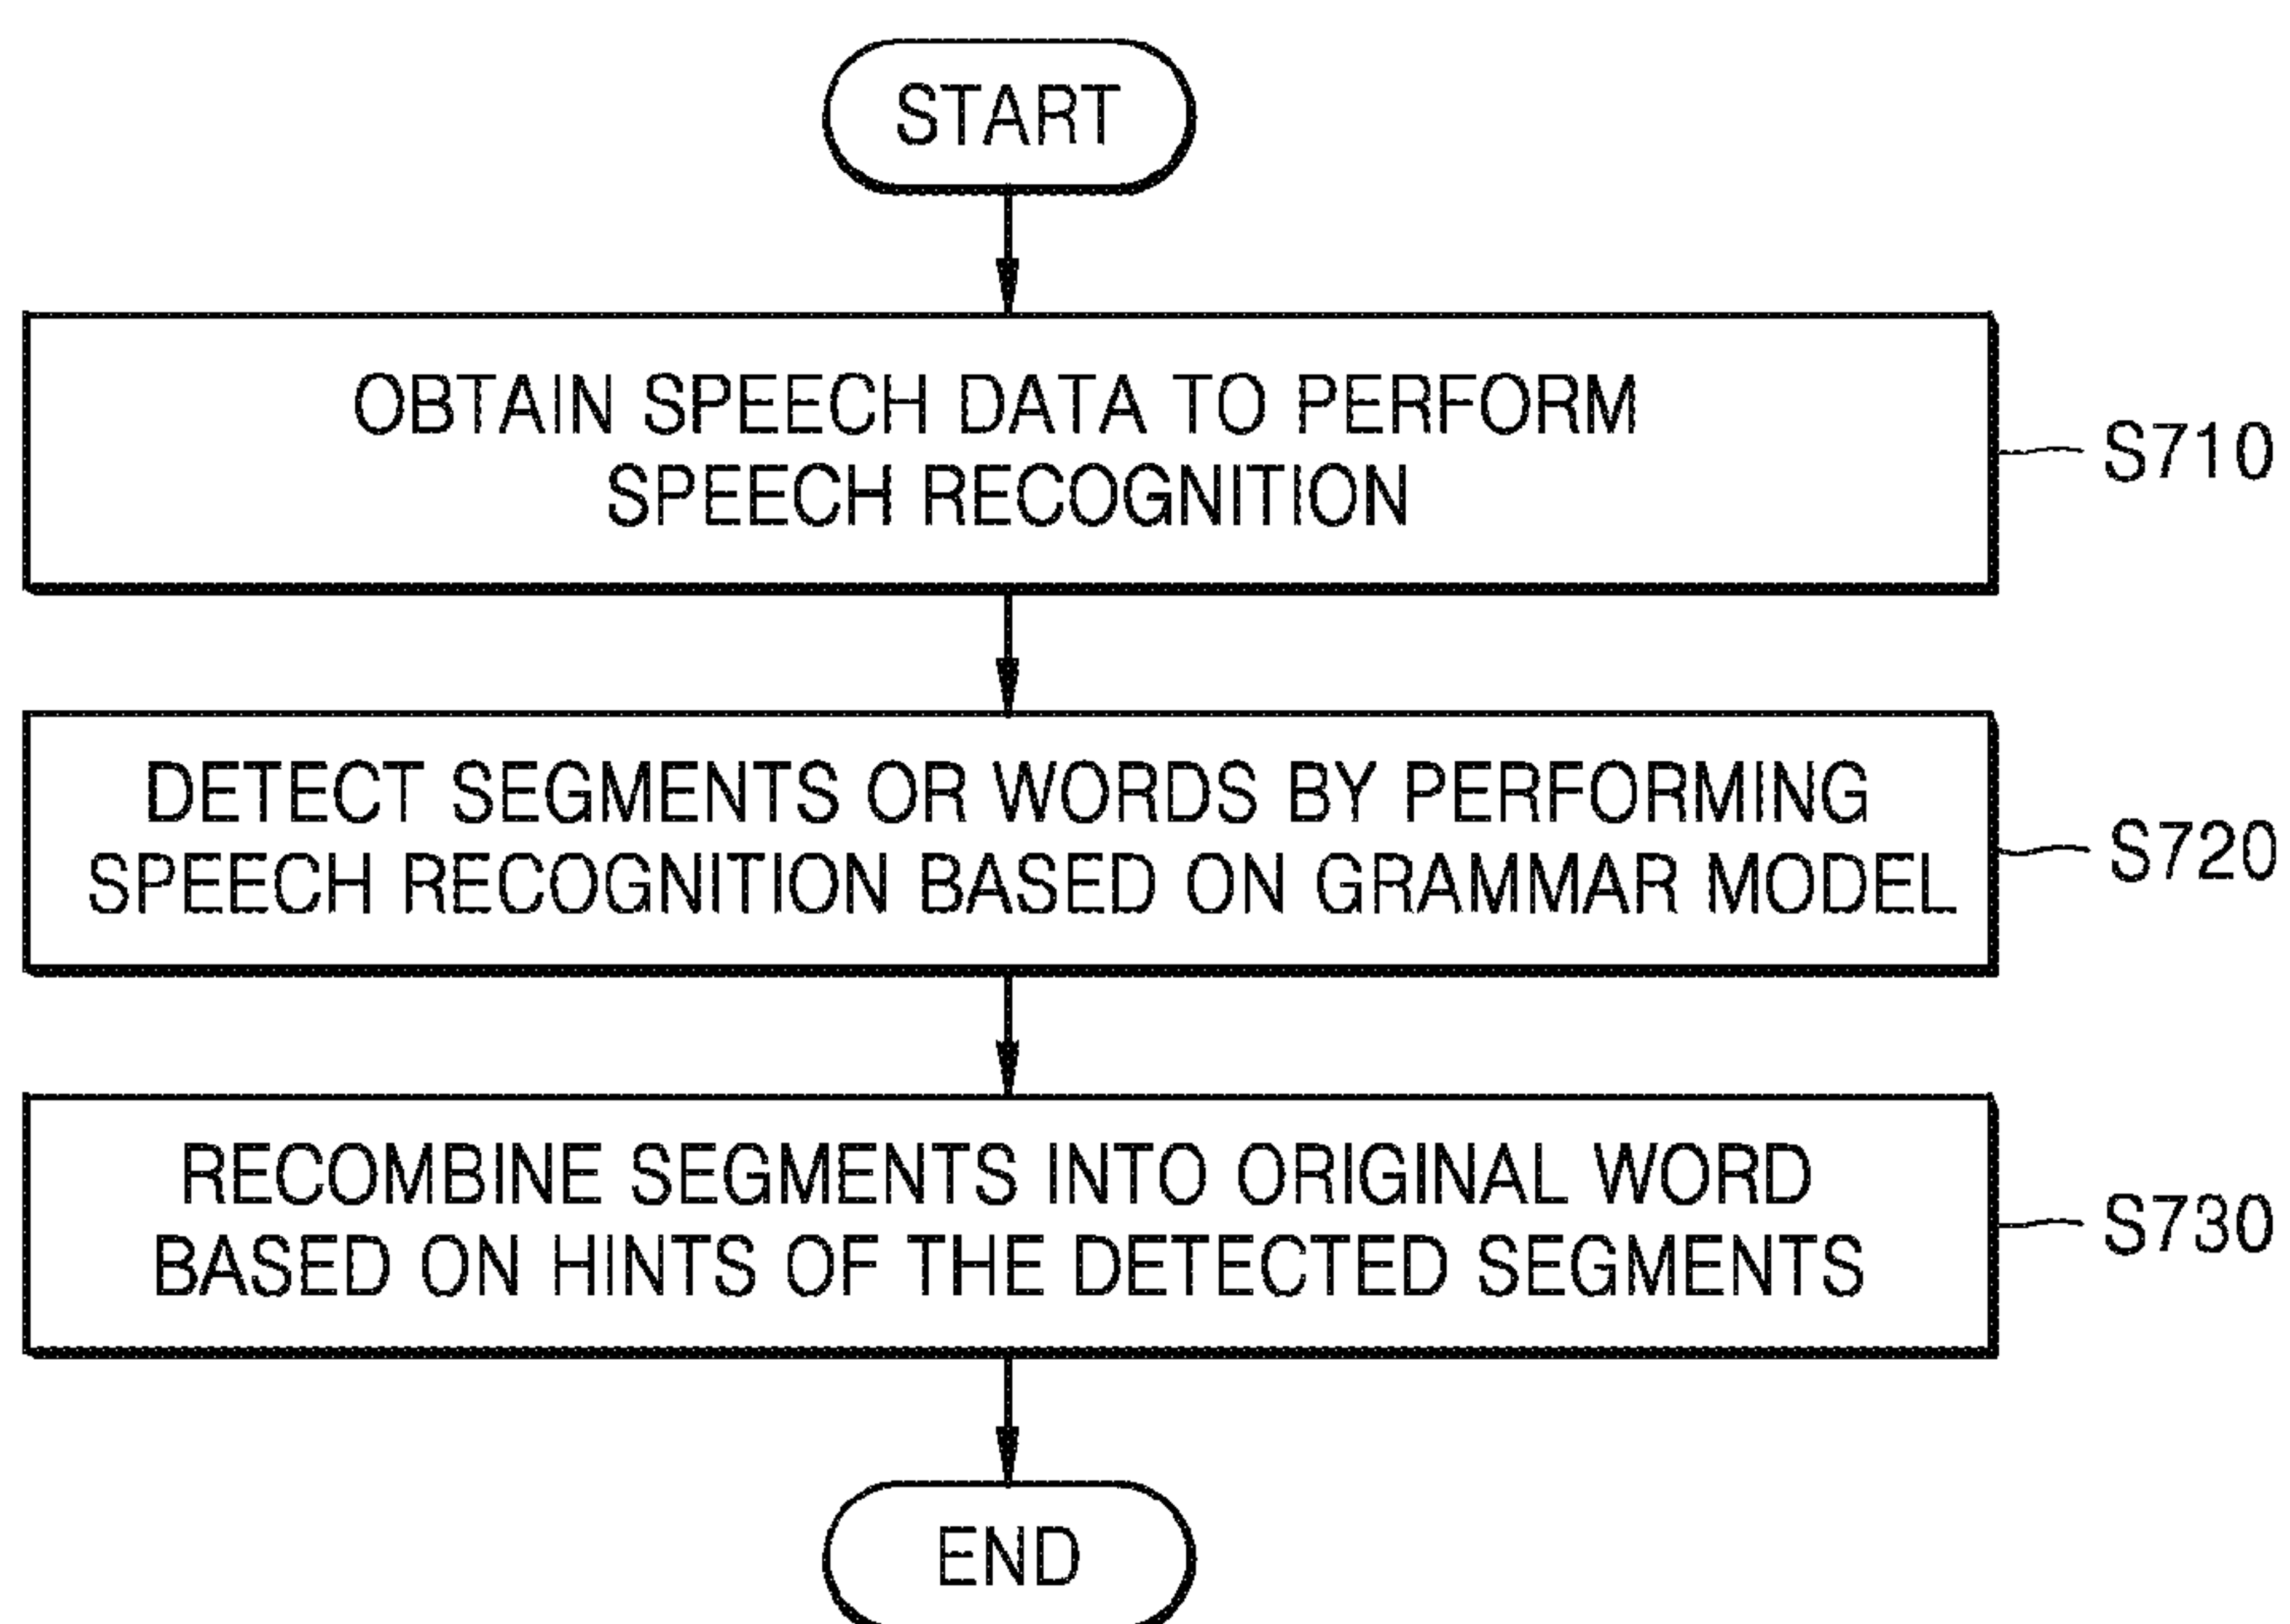 START
OBTAIN SPEECH DATA TO PERFORM
SPEECH RECOGNITION
S710
DETECT SEGMENTS OR WORDS BY PERFORMING
SPEECH RECOGNITION BASED ON GRAMMAR MODEL
S720
RECOMBINE SEGMENTS INTO ORIGINAL WORD
BASED ON HINTS OF THE DETECTED SEGMENTS
S730
END